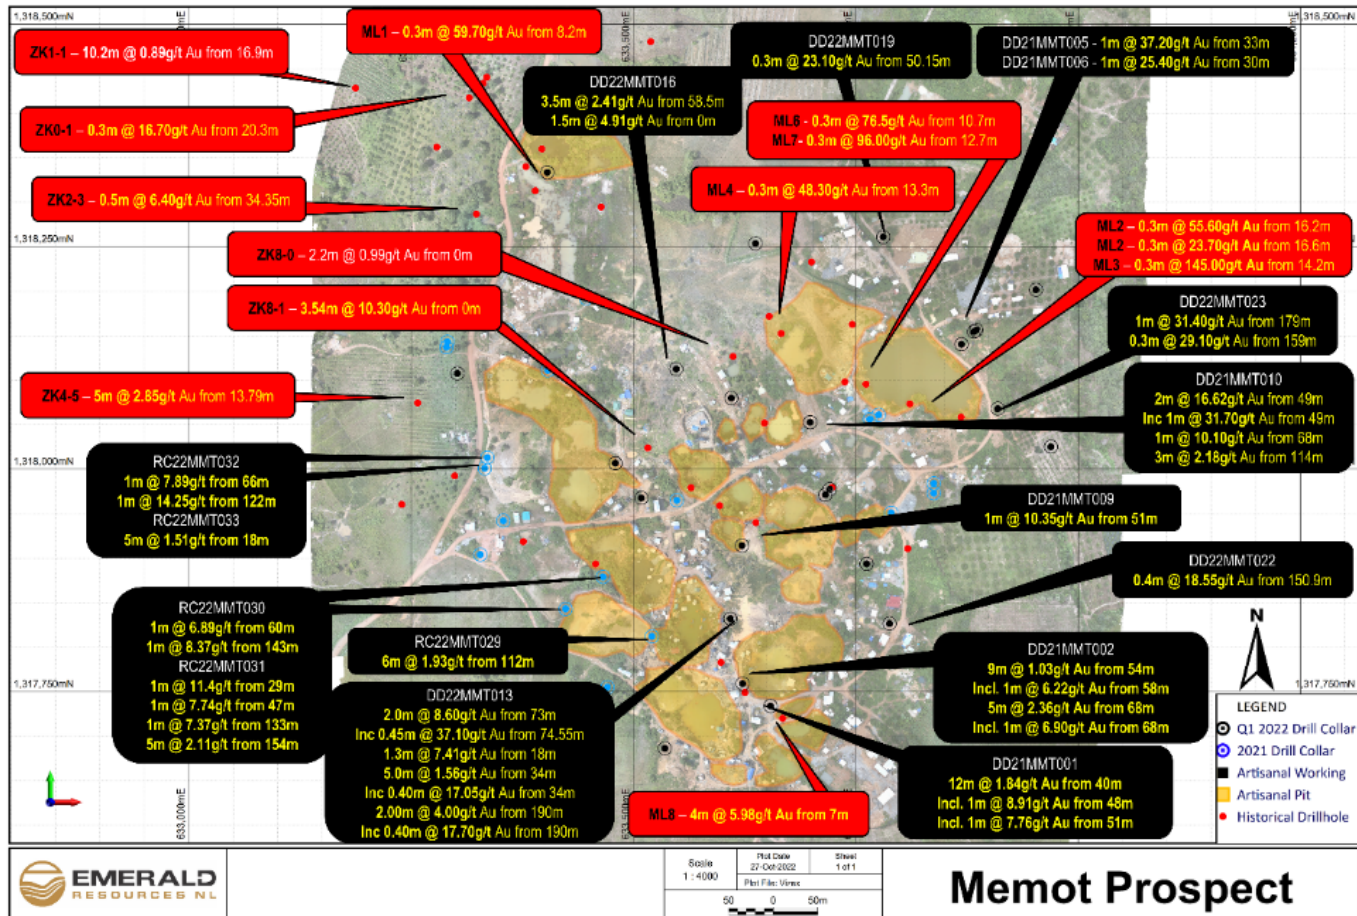 1,318,500mN
633,500mE
1,318,500mN
ZK1-1 – 10.2m @ 0.89g/t Au from 16.9m
ML1 – 0.3m @ 59.70g/t Au from 8.2m
DD22MMT019
0.3m @ 23.10g/t Au from 50.15m
DD21MMT005 - 1m @ 37.20g/t Au from 33m
DD21MMT006 - 1m @ 25.40g/t Au from 30m
DD22MMT016
3.5m @ 2.41g/t Au from 58.5m
1.5m @ 4.91g/t Au from 0m
ZK0-1 – 0.3m @ 16.70g/t Au from 20.3m
ML6 - 0.3m @ 76.5g/t Au from 10.7m
ML7- 0.3m @ 96.00g/t Au from 12.7m
ZK2-3 – 0.5m @ 6.40g/t Au from 34.35m
ML4 – 0.3m @ 48.30g/t Au from 13.3m
1,318,250mN
1,318,250mN
ML2 – 0.3m @ 55.60g/t Au from 16.2m
ML2 – 0.3m @ 23.70g/t Au from 16.6m
ML3 – 0.3m @ 145.00g/t Au from 14.2m
ZK8-0 – 2.2m @ 0.99g/t Au from 0m
ZK8-1 – 3.54m @ 10.30g/t Au from 0m
DD22MMT023
1m @ 31.40g/t Au from 179m
0.3m @ 29.10g/t Au from 159m
ZK4-5 – 5m @ 2.85g/t Au from 13.79m
DD21MMT010
2m @ 16.62g/t Au from 49m
Inc 1m @ 31.70g/t Au from 49m
1m @ 10.10g/t Au from 68m
3m @ 2.18g/t Au from 114m
1,318,000mN
1,318,000mN
RC22MMT032
1m @ 7.89g/t from 66m
1m @ 14.25g/t from 122m
RC22MMT033
5m @ 1.51g/t from 18m
DD21MMT009
1m @ 10.35g/t Au from 51m
DD22MMT022
0.4m @ 18.55g/t Au from 150.9m
RC22MMT030
1m @ 6.89g/t from 60m
1m @ 8.37g/t from 143m
RC22MMT031
1m @ 11.4g/t from 29m
1m @ 7.74g/t from 47m
1m @ 7.37g/t from 133m
5m @ 2.11g/t from 154m
RC22MMT029
6m @ 1.93g/t from 112m
DD21MMT002
9m @ 1.03g/t Au from 54m
Incl. 1m @ 6.22g/t Au from 58m
5m @ 2.36g/t Au from 68m
Incl. 1m @ 6.90g/t Au from 68m
1,317,750mN
1,317,750mN
DD22MMT013
2.0m @ 8.60g/t Au from 73m
Inc 0.45m @ 37.10g/t Au from 74.55m
1.3m @ 7.41g/t Au from 18m
5.0m @ 1.56g/t Au from 34m
Inc 0.40m @ 17.05g/t Au from 34m
2.00m @ 4.00g/t Au from 190m
Inc 0.40m @ 17.70g/t Au from 190m
DD21MMT001
12m @ 1.84g/t Au from 40m
Incl. 1m @ 8.91g/t Au from 48m
Incl. 1m @ 7.76g/t Au from 51m
ML8 – 4m @ 5.98g/t Au from 7m
633,000mE
633,500mE
N
LEGEND
Q1 2022 Drill Collar
2021 Drill Collar
Artisanal Working
Artisanal Pit
Historical Drillhole
EMERALD
RESOURCES NL
Scale
1 : 4000
Plot Date
27-Oct-2022
Sheet
1 of 1
Plot File:
50 0 50m
Memot Prospect